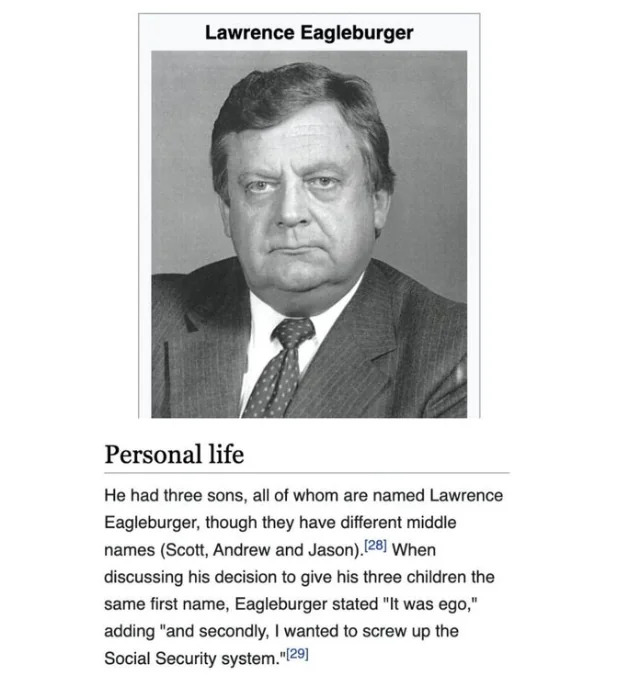 Lawrence Eagleburger
Personal life
He had three sons, all of whom are named Lawrence
Eagleburger, though they have different middle
names (Scott, Andrew and Jason).[28] When
discussing his decision to give his three children the
same first name, Eagleburger stated "It was ego,"
adding "and secondly, I wanted to screw up the
Social Security system."[29]